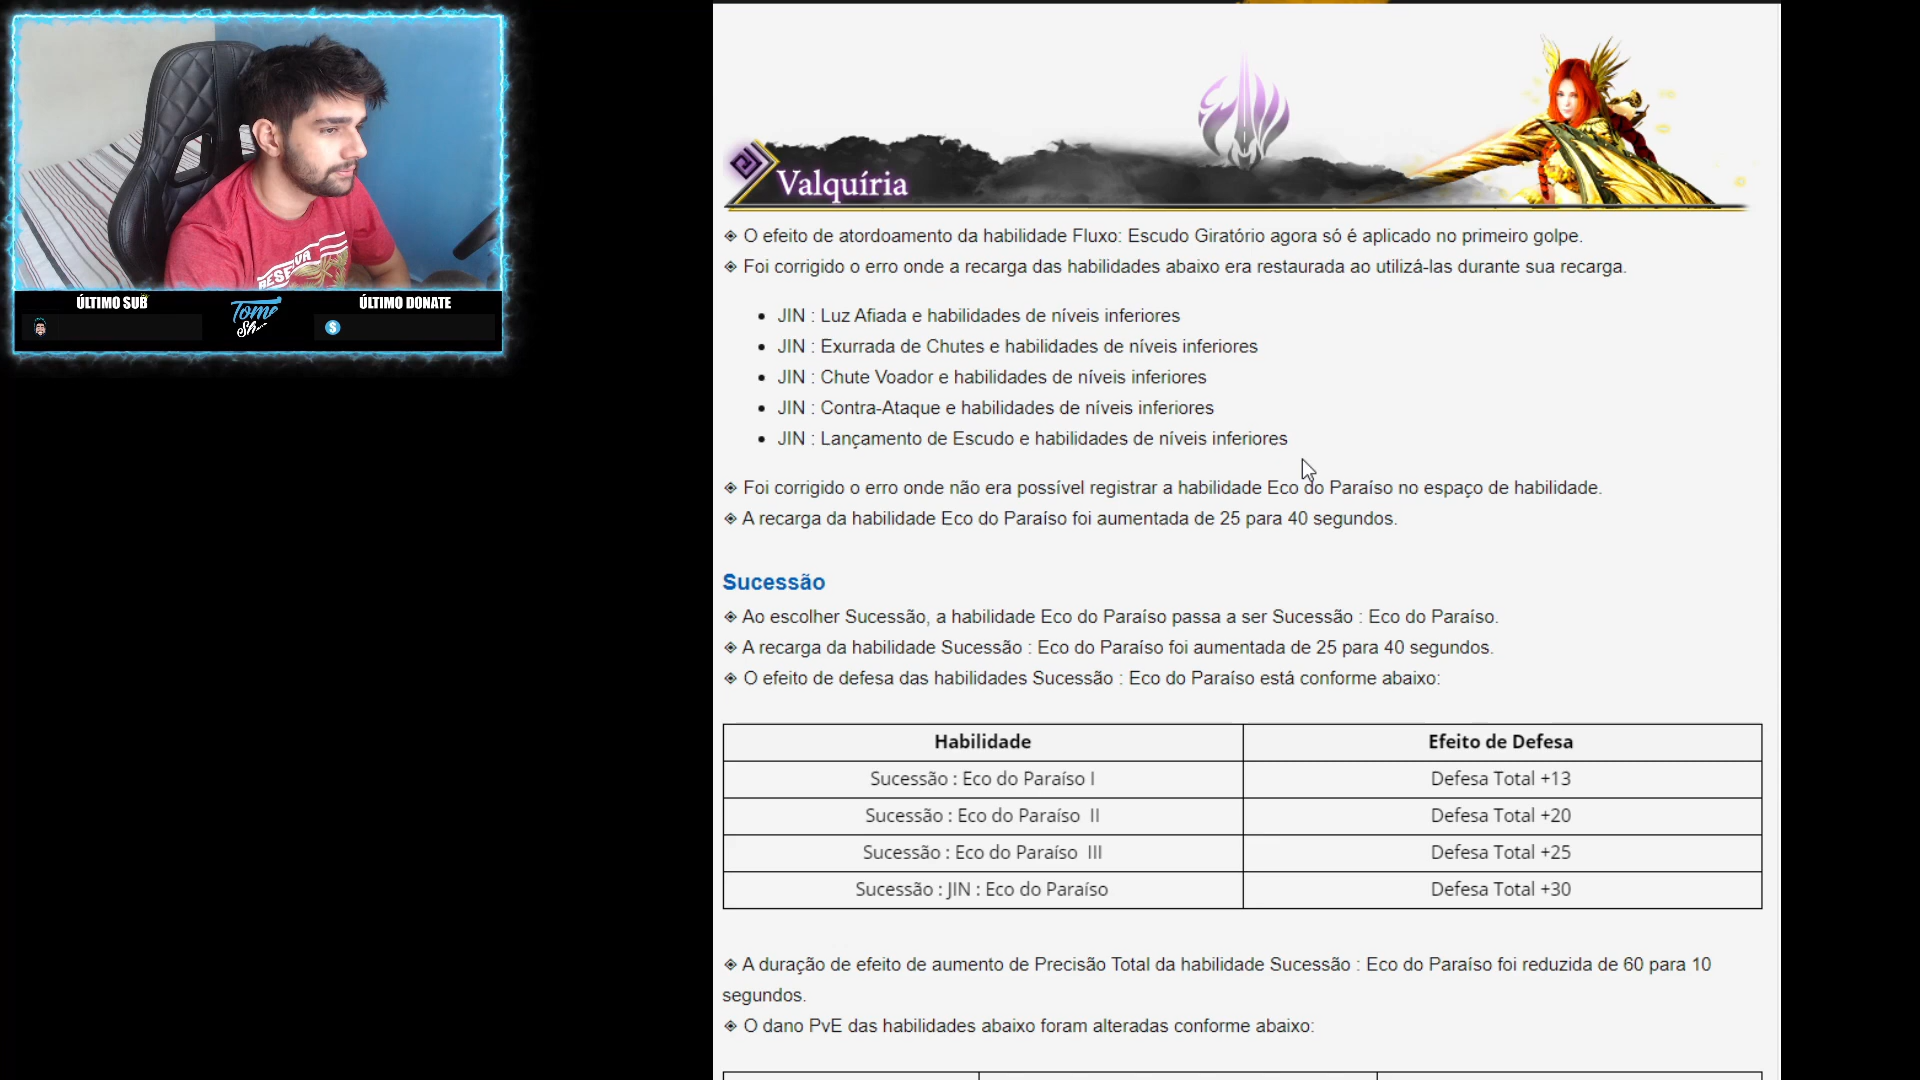 Valquíria
◈ O efeito de atordoamento da habilidade Fluxo: Escudo Giratório agora só é aplicado no primeiro golpe.
◈ Foi corrigido o erro onde a recarga das habilidades abaixo era restaurada ao utilizá-las durante sua recarga.
• JIN : Luz Afiada e habilidades de níveis inferiores
• JIN : Exurrada de Chutes e habilidades de níveis inferiores
• JIN : Chute Voador e habilidades de níveis inferiores
• JIN : Contra-Ataque e habilidades de níveis inferiores
• JIN : Lançamento de Escudo e habilidades de níveis inferiores
◈ Foi corrigido o erro onde não era possível registrar a habilidade Eco do Paraíso no espaço de habilidade.
◈ A recarga da habilidade Eco do Paraíso foi aumentada de 25 para 40 segundos.
Sucessão
◈ Ao escolher Sucessão, a habilidade Eco do Paraíso passa a ser Sucessão : Eco do Paraíso.
◈ A recarga da habilidade Sucessão : Eco do Paraíso foi aumentada de 25 para 40 segundos.
◈ O efeito de defesa das habilidades Sucessão : Eco do Paraíso está conforme abaixo:
Habilidade Efeito de Defesa
Sucessão : Eco do Paraíso I Defesa Total +13
Sucessão : Eco do Paraíso II Defesa Total +20
Sucessão : Eco do Paraíso III Defesa Total +25
Sucessão : JIN : Eco do Paraíso Defesa Total +30
◈ A duração de efeito de aumento de Precisão Total da habilidade Sucessão : Eco do Paraíso foi reduzida de 60 para 10
segundos.
◈ O dano PvE das habilidades abaixo foram alteradas conforme abaixo:
RESERVA
ÚLTIMO SUB
ÚLTIMO DONATE
$